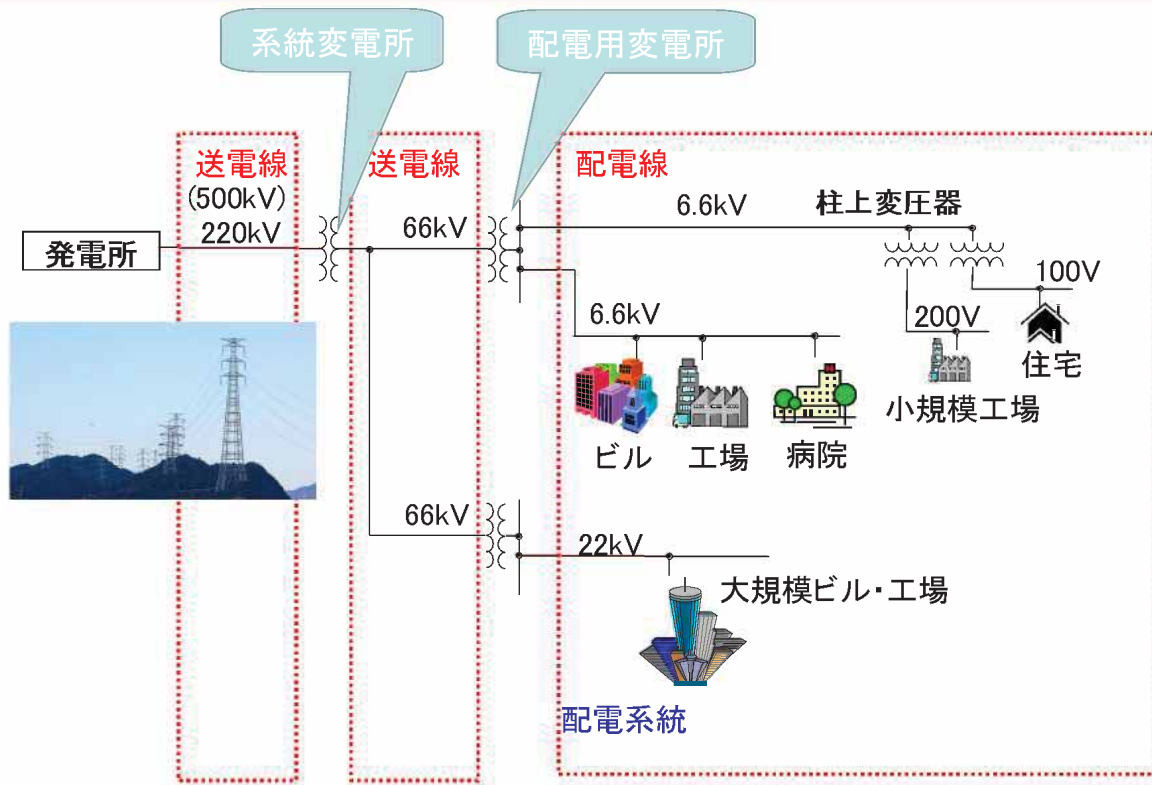 系統変電所
配電用変電所
送電線
(500kV)
220kV
送電線
配電線
発電所
66kV
6.6kV
柱上変圧器
100V
200V
住宅
小規模工場
6.6kV
ビル
工場
病院
66kV
22kV
大規模ビル・工場
配電系統